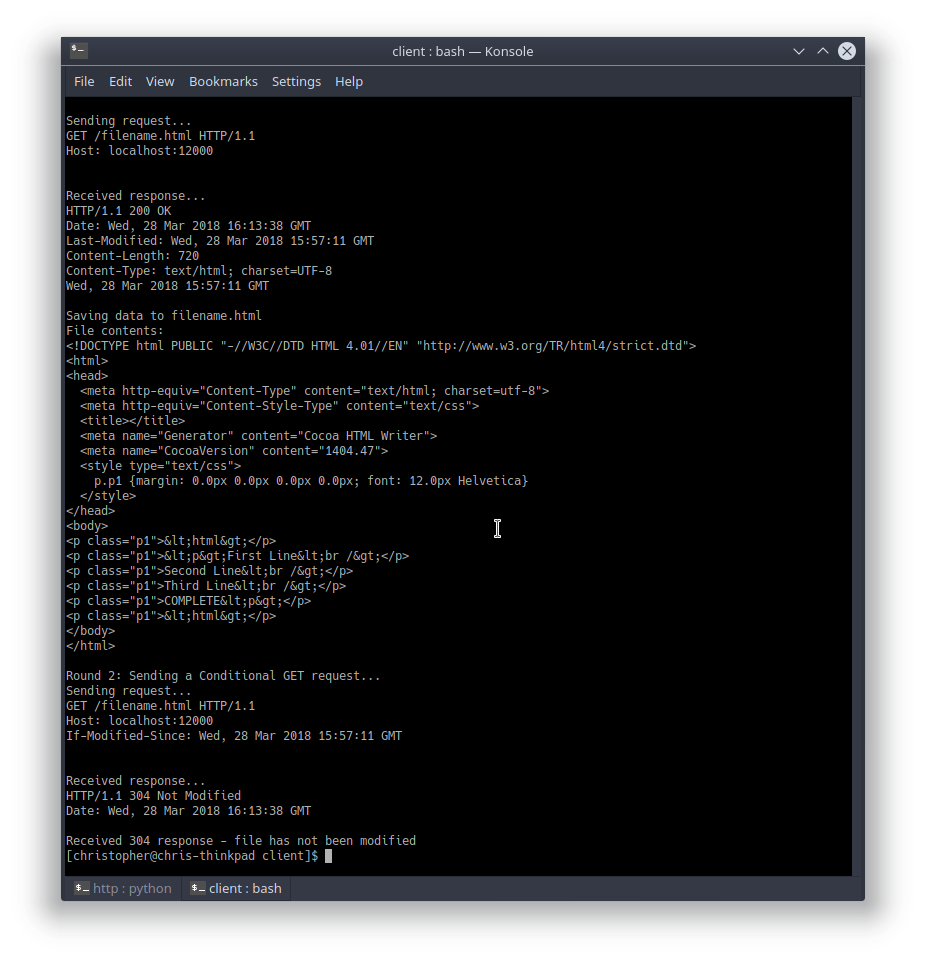 client : bash — Konsole
File Edit View Bookmarks Settings Help
Sending request...
GET /filename.html HTTP/1.1
Host: localhost:12000
Received response...
HTTP/1.1 200 OK
Date: Wed, 28 Mar 2018 16:13:38 GMT
Last-Modified: Wed, 28 Mar 2018 15:57:11 GMT
Content-Length: 720
Content-Type: text/html; charset=UTF-8
Wed, 28 Mar 2018 15:57:11 GMT
Saving data to filename.html
File contents:
<!DOCTYPE html PUBLIC "-//W3C//DTD HTML 4.01//EN" "http://www.w3.org/TR/html4/strict.dtd">
<html>
<head>
  <meta http-equiv="Content-Type" content="text/html; charset=utf-8">
  <meta http-equiv="Content-Style-Type" content="text/css">
  <title></title>
  <meta name="Generator" content="Cocoa HTML Writer">
  <meta name="CocoaVersion" content="1404.47">
  <style type="text/css">
    p.p1 {margin: 0.0px 0.0px 0.0px 0.0px; font: 12.0px Helvetica}
  </style>
</head>
<body>
<p class="p1">&lt;html&gt;</p>
<p class="p1">&lt;p&gt;First Line&lt;br /&gt;</p>
<p class="p1">Second Line&lt;br /&gt;</p>
<p class="p1">Third Line&lt;br /&gt;</p>
<p class="p1">COMPLETE&lt;p&gt;</p>
<p class="p1">&lt;html&gt;</p>
</body>
</html>
Round 2: Sending a Conditional GET request...
Sending request...
GET /filename.html HTTP/1.1
Host: localhost:12000
If-Modified-Since: Wed, 28 Mar 2018 15:57:11 GMT
Received response...
HTTP/1.1 304 Not Modified
Date: Wed, 28 Mar 2018 16:13:38 GMT
Received 304 response - file has not been modified
[christopher@chris-thinkpad client]$
http : python client : bash